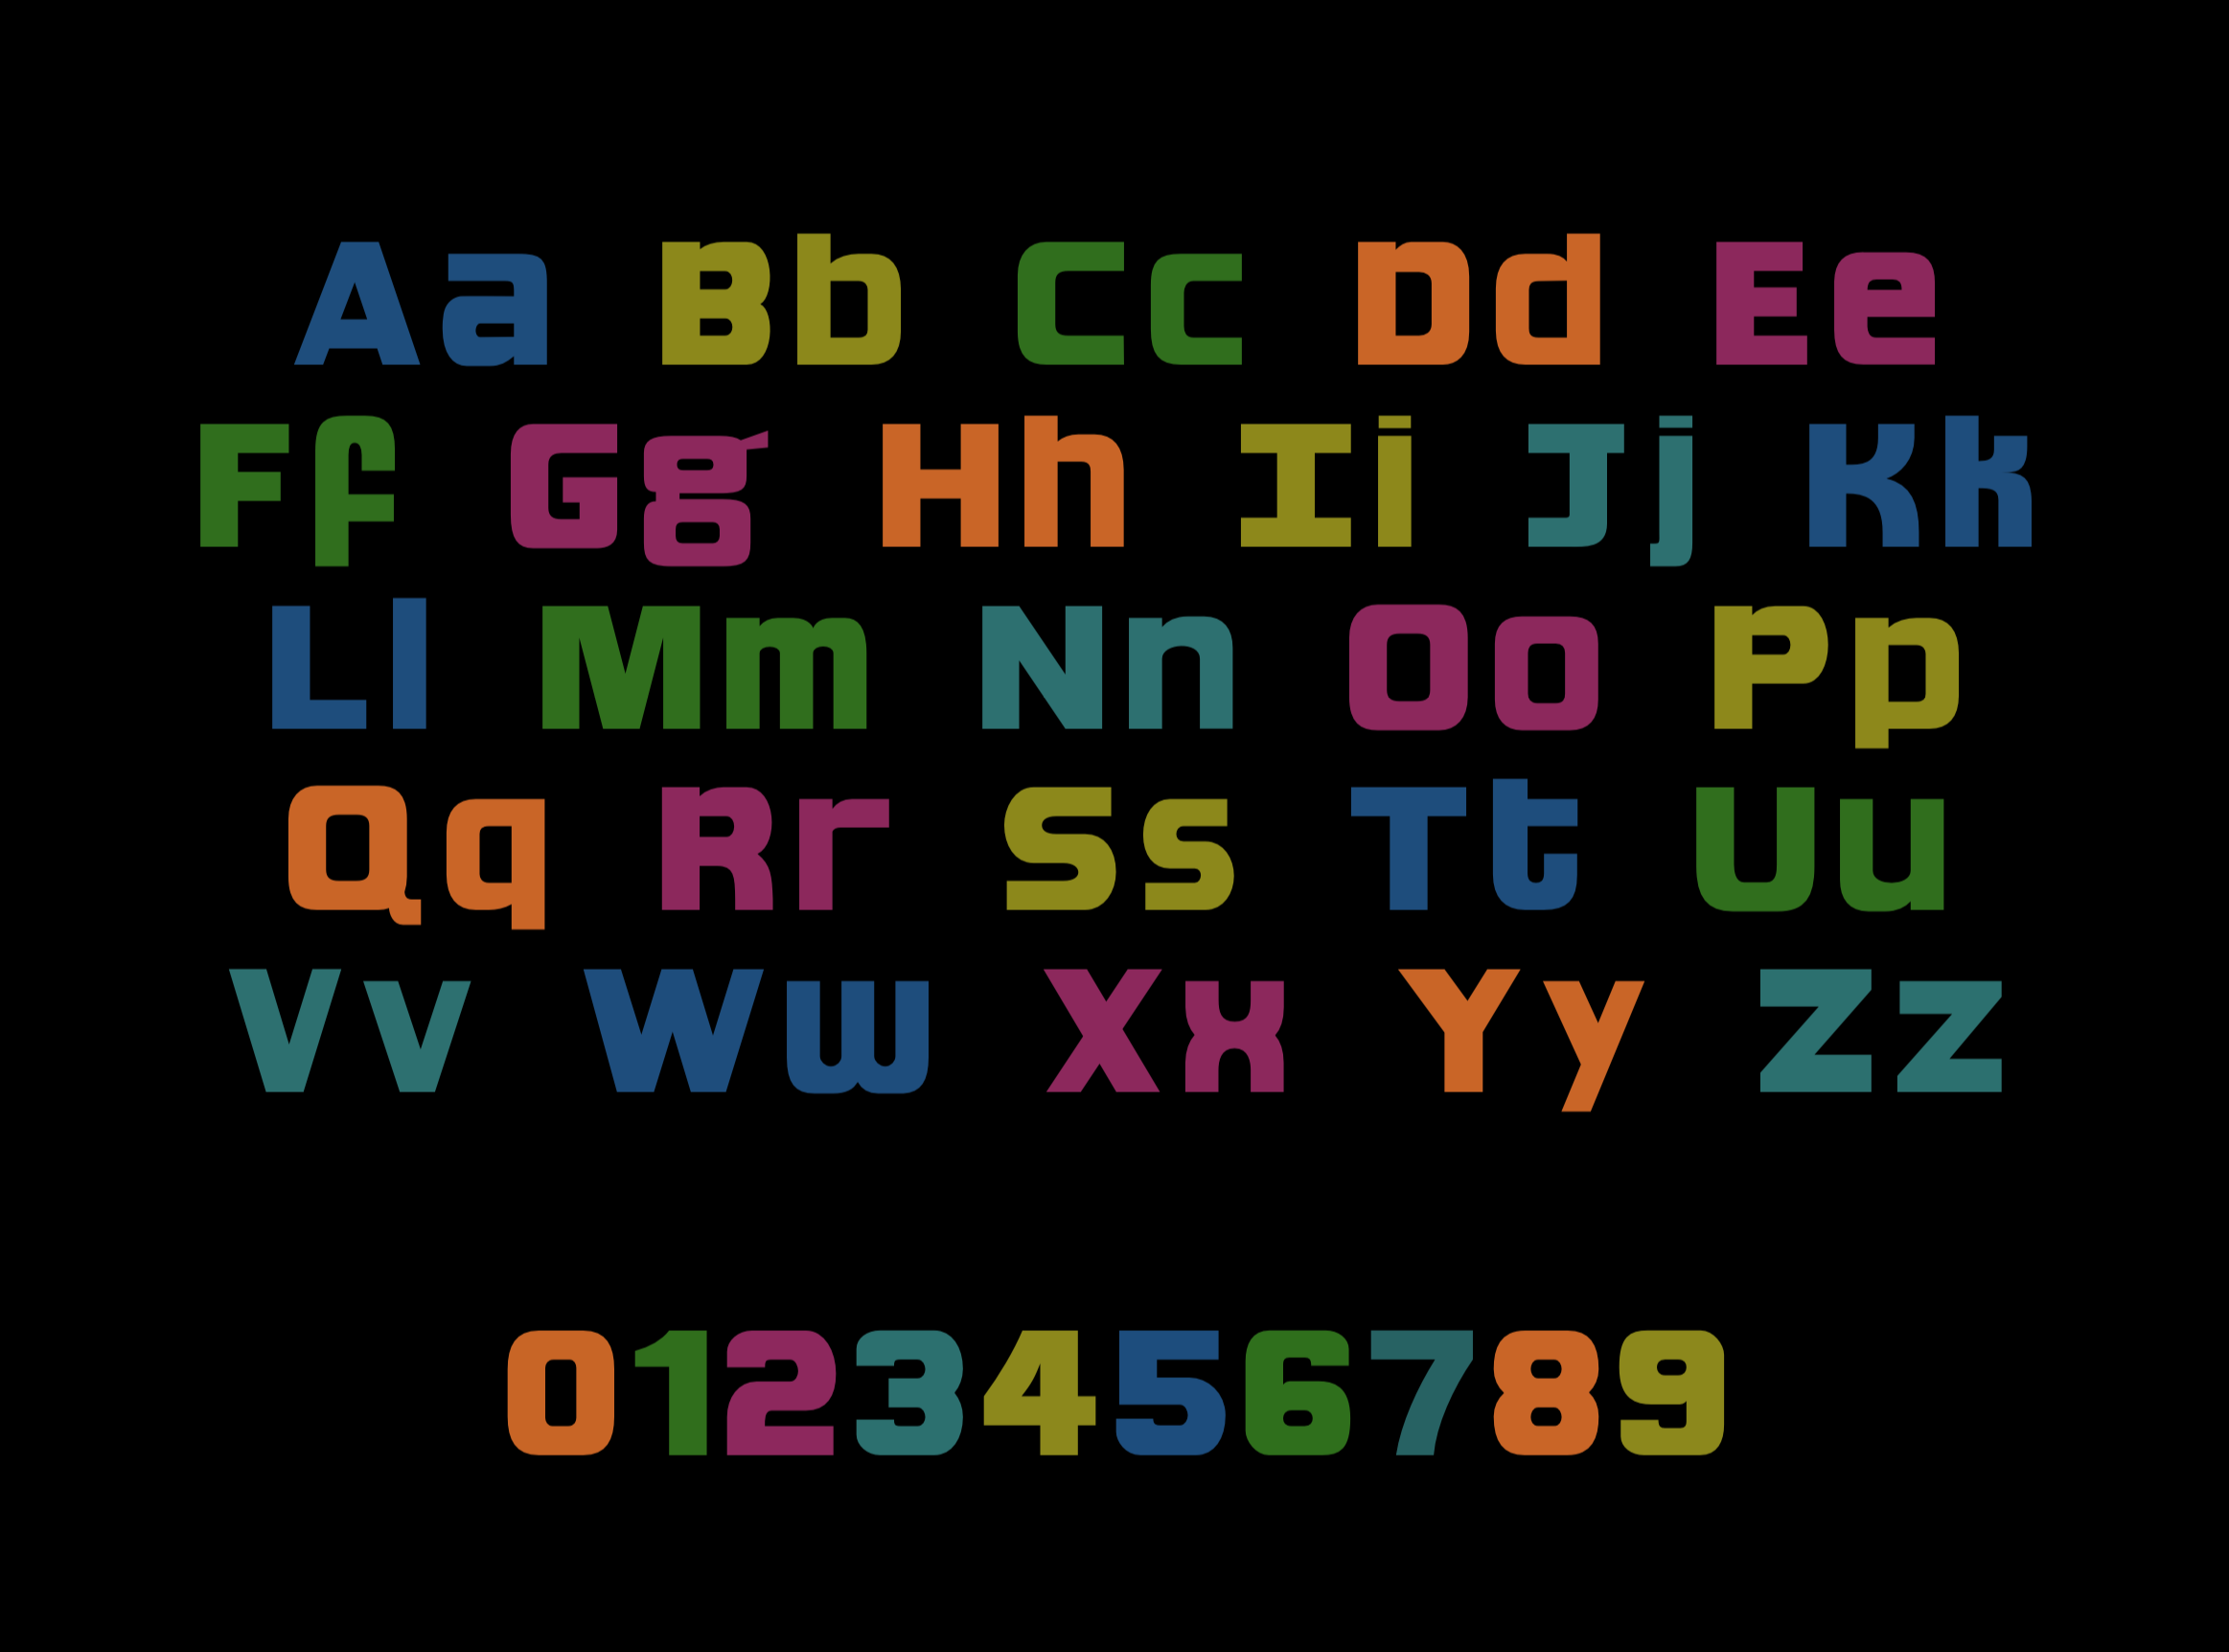 Aa Bb Cc Dd Ee
Ff Gg Hh Ii Jj Kk
Ll Mm Nn Oo Pp
Qq Rr Ss Tt Uu
Vv Ww Xx Yy Zz
0123456789